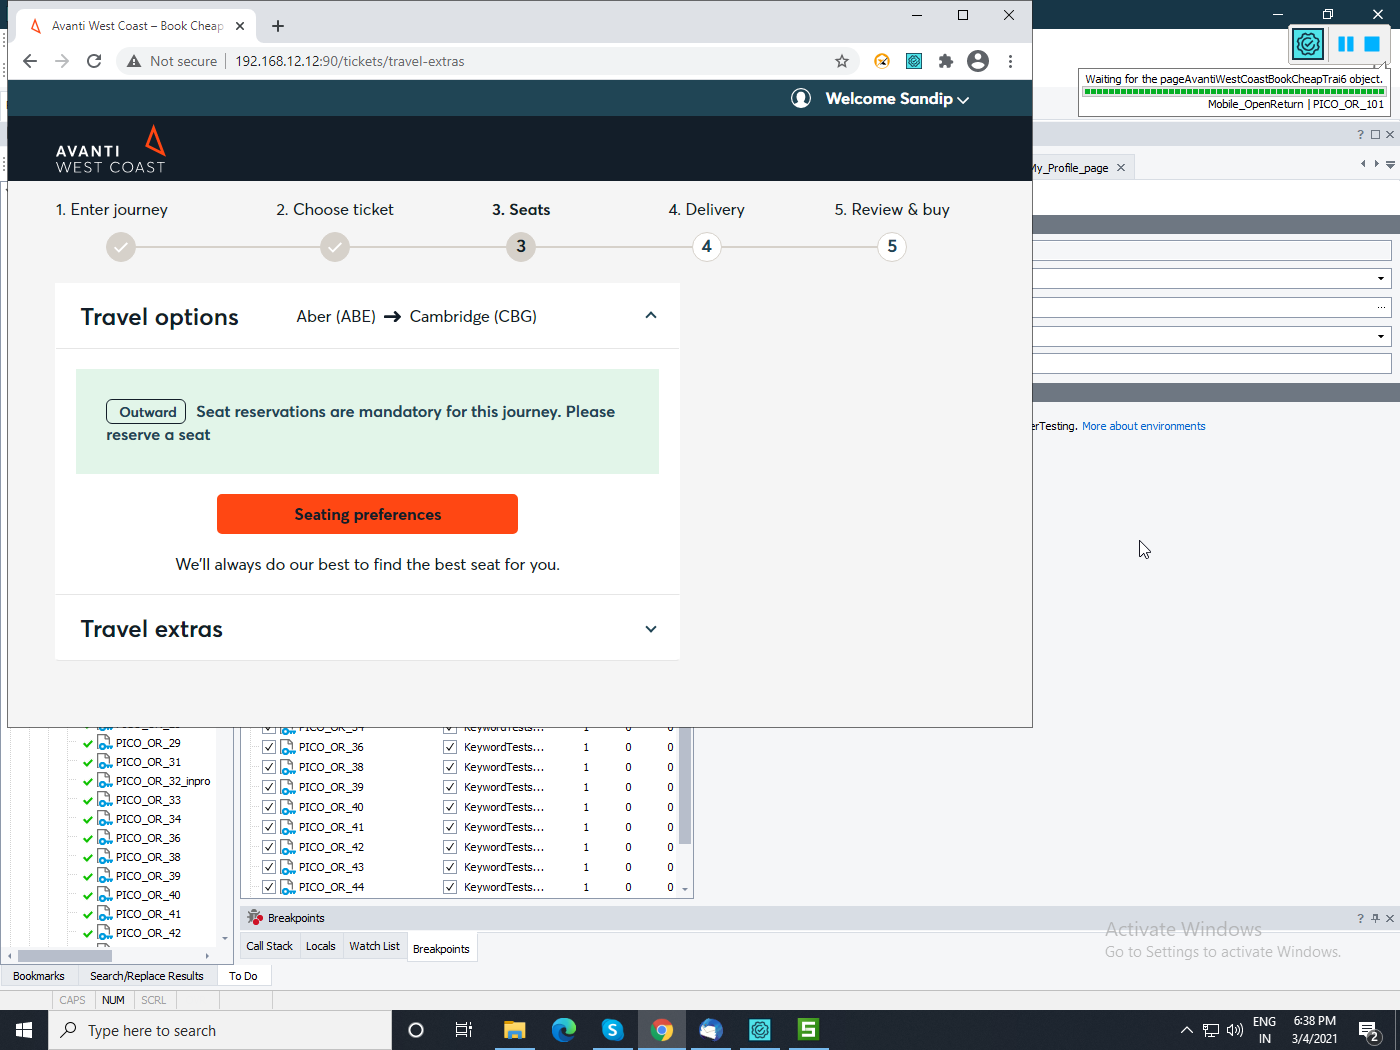 Avanti West Coast – Book Cheap
Not secure
192.168.12.12:90/tickets/travel-extras
Waiting for the pageAvantiWestCoastBookCheapTrai6 object.
Mobile_OpenReturn | PICO_OR_101
Welcome Sandip
AVANTI
WEST COAST
My_Profile_page
1. Enter journey
2. Choose ticket
3. Seats
4. Delivery
5. Review & buy
3
4
5
Travel options
Aber (ABE) → Cambridge (CBG)
Outward Seat reservations are mandatory for this journey. Please
reserve a seat
Seating preferences
We'll always do our best to find the best seat for you.
Travel extras
erTesting. More about environments
PICO_OR_29
PICO_OR_31
PICO_OR_32_inpro
PICO_OR_33
PICO_OR_34
PICO_OR_36
PICO_OR_38
PICO_OR_39
PICO_OR_40
PICO_OR_41
PICO_OR_42
PICO_OR_34 KeywordTests... 1 0 0
PICO_OR_36 KeywordTests... 1 0 0
PICO_OR_38 KeywordTests... 1 0 0
PICO_OR_39 KeywordTests... 1 0 0
PICO_OR_40 KeywordTests... 1 0 0
PICO_OR_41 KeywordTests... 1 0 0
PICO_OR_42 KeywordTests... 1 0 0
PICO_OR_43 KeywordTests... 1 0 0
PICO_OR_44 KeywordTests... 1 0 0
Breakpoints
Call Stack Locals Watch List Breakpoints
Activate Windows
Go to Settings to activate Windows.
Bookmarks Search/Replace Results To Do
CAPS NUM SCRL
Type here to search
ENG
IN
6:38 PM
3/4/2021
2